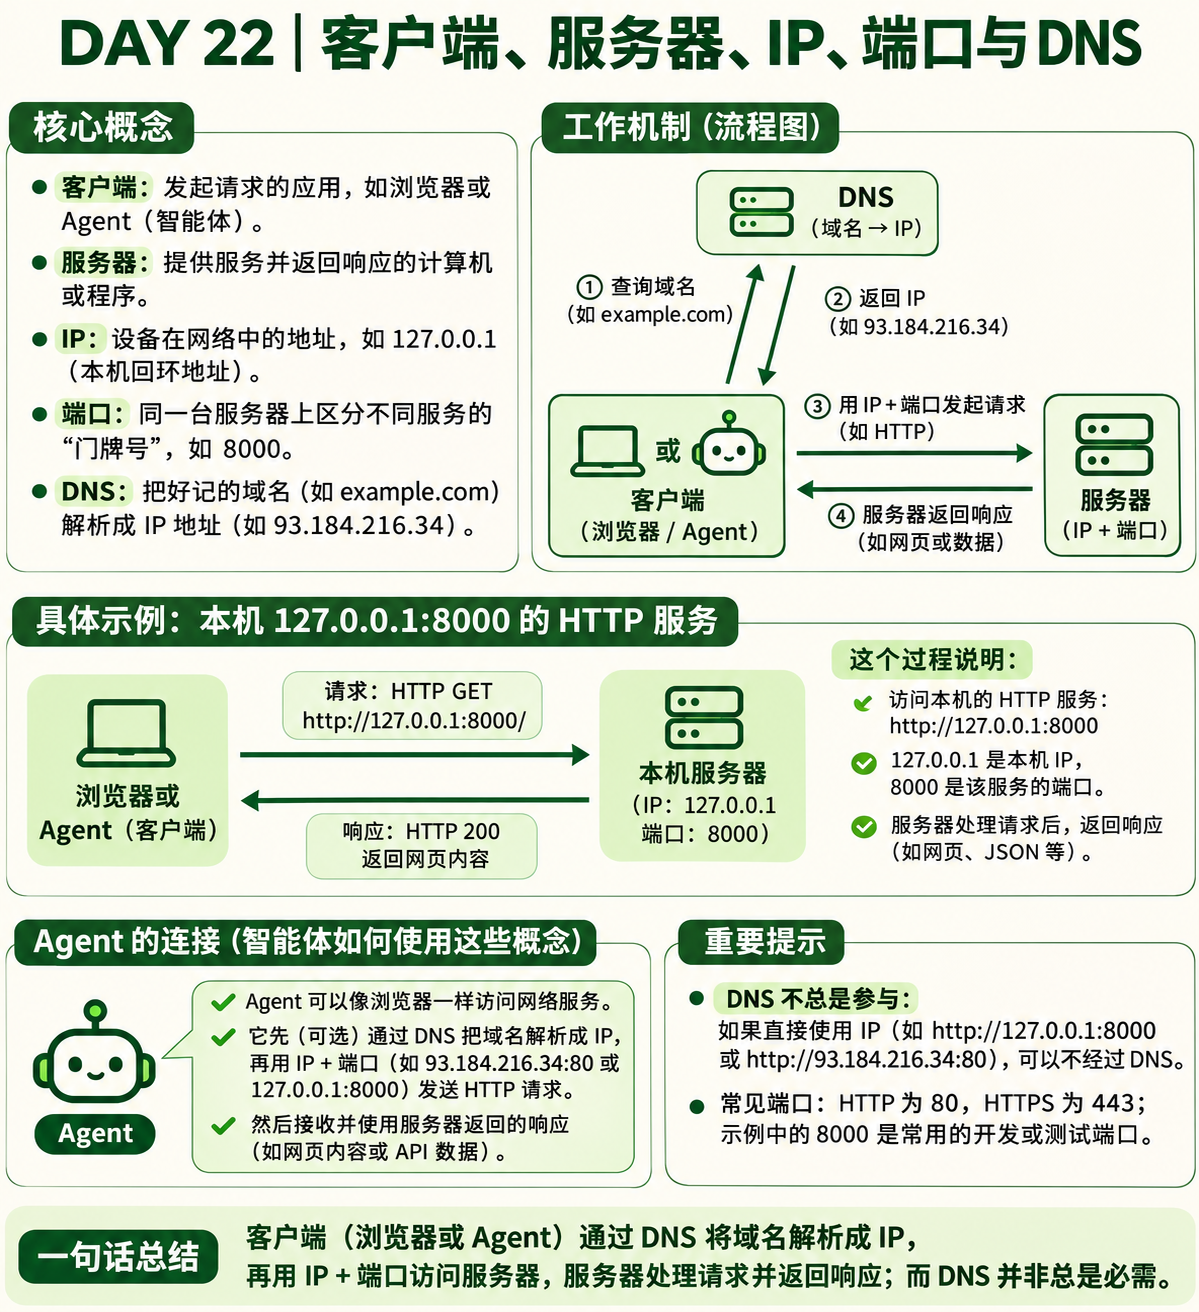 DAY 22 | 客户端、服务器、IP、端口与DNS
核心概念
客户端：发起请求的应用，如浏览器或
Agent（智能体）。
服务器：提供服务并返回响应的计算机
或程序。
IP：设备在网络中的地址，如 127.0.0.1
（本机回环地址）。
端口：同一台服务器上区分不同服务的
“门牌号”，如 8000。
DNS：把好记的域名（如 example.com）
解析成 IP 地址（如 93.184.216.34）。
工作机制（流程图）
DNS
（域名 → IP）
① 查询域名
（如 example.com）
② 返回 IP
（如 93.184.216.34）
或
客户端
（浏览器 / Agent）
③ 用 IP + 端口发起请求
（如 HTTP）
④ 服务器返回响应
（如网页或数据）
服务器
（IP + 端口）
具体示例：本机 127.0.0.1:8000 的 HTTP 服务
浏览器或
Agent（客户端）
请求：HTTP GET
http://127.0.0.1:8000/
响应：HTTP 200
返回网页内容
本机服务器
（IP：127.0.0.1
端口：8000）
这个过程说明：
访问本机的 HTTP 服务：
http://127.0.0.1:8000
127.0.0.1 是本机 IP，
8000 是该服务的端口。
服务器处理请求后，返回响应
（如网页、JSON 等）。
Agent 的连接（智能体如何使用这些概念）
Agent
Agent 可以像浏览器一样访问网络服务。
它先（可选）通过 DNS 把域名解析成 IP，
再用 IP + 端口（如 93.184.216.34:80 或
127.0.0.1:8000）发送 HTTP 请求。
然后接收并使用服务器返回的响应
（如网页内容或 API 数据）。
重要提示
DNS 不总是参与：
如果直接使用 IP（如 http://127.0.0.1:8000
或 http://93.184.216.34:80），可以不经过 DNS。
常见端口：HTTP 为 80，HTTPS 为 443；
示例中的 8000 是常用的开发或测试端口。
一句话总结
客户端（浏览器或 Agent）通过 DNS 将域名解析成 IP，
再用 IP + 端口访问服务器，服务器处理请求并返回响应；而 DNS 并非总是必需。